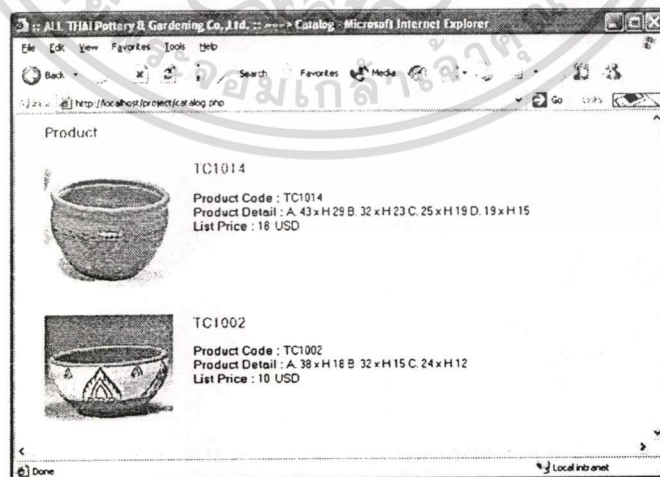 :: ALL THAI Pottery & Gardening Co.,Ltd. :: ===> Catalog - Microsoft Internet Explorer
File Edit View Favorites Tools Help
Back Search Favorites Media
http://localhost/project/catalog.php Go Links
Product
TC1014
Product Code : TC1014
Product Detail : A. 43 x H 29 B. 32 x H 23 C. 25 x H 19 D. 19 x H 15
List Price : 18 USD
TC1002
Product Code : TC1002
Product Detail : A. 38 x H 18 B. 32 x H 15 C. 24 x H 12
List Price : 10 USD
Done Local intranet